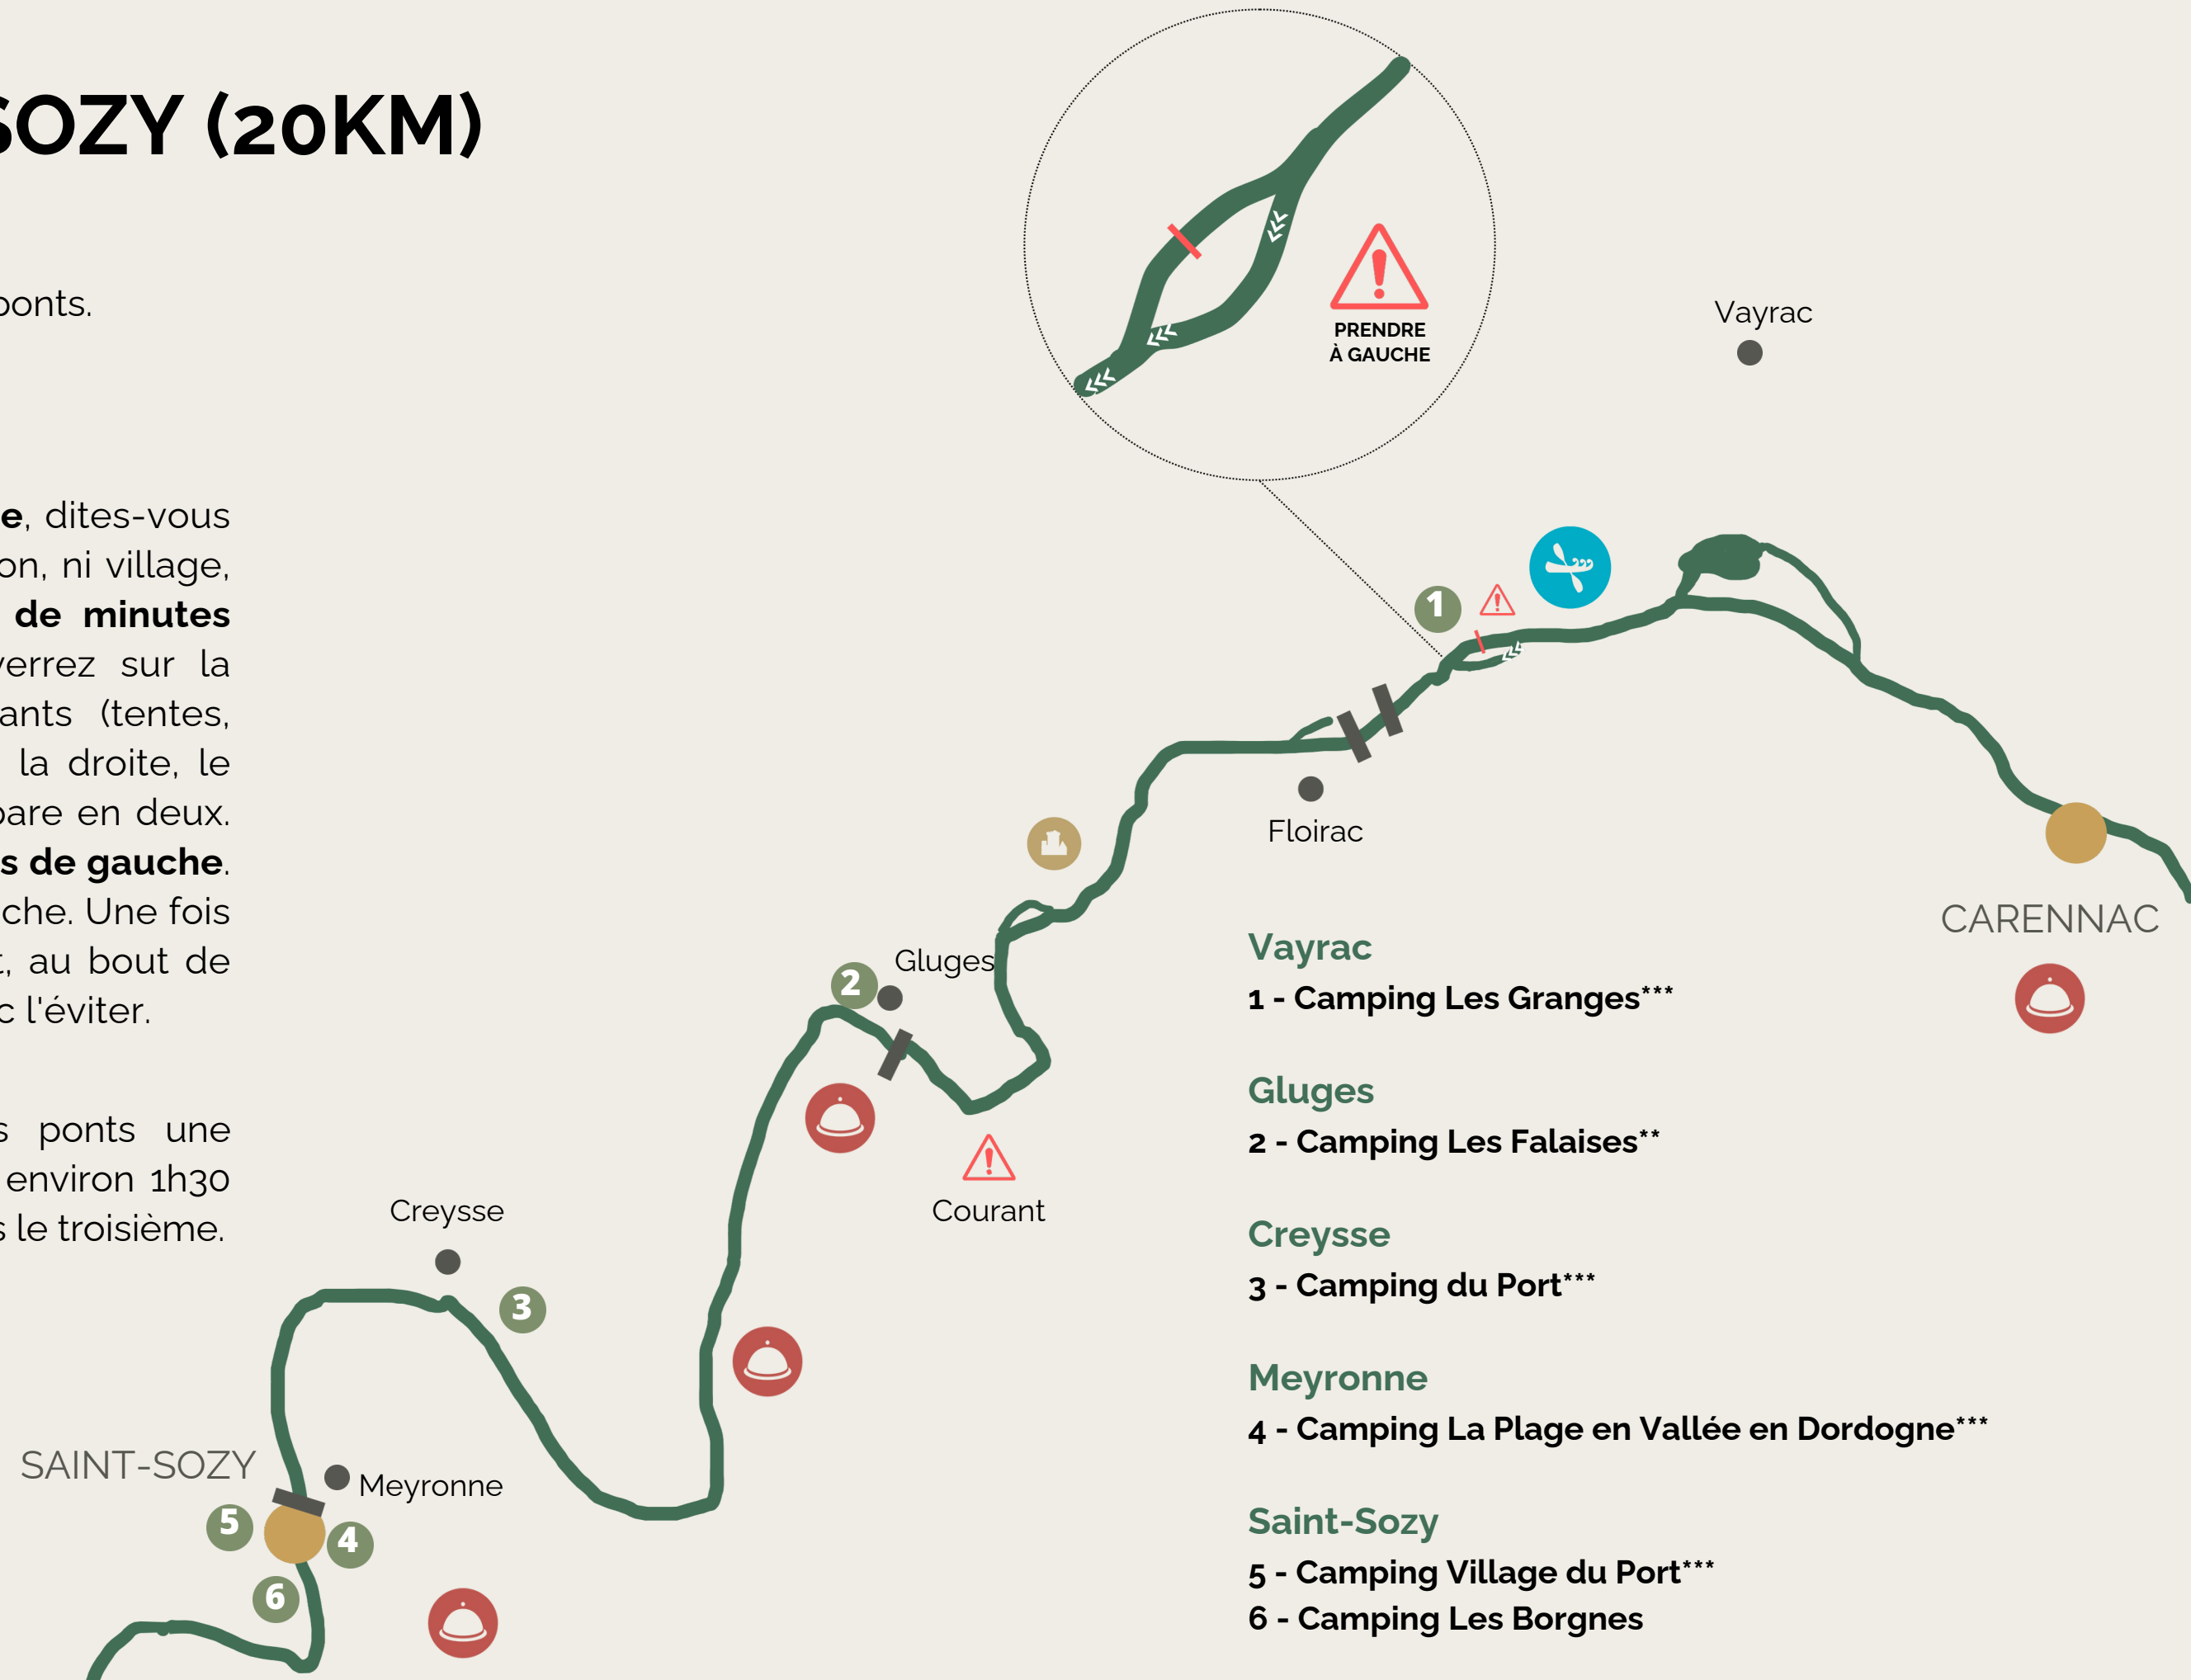 SOZY (20KM)
ponts.
e, dites-vous
on, ni village,
de minutes
verrez sur la
ants (tentes,
la droite, le
pare en deux.
s de gauche.
che. Une fois
t, au bout de
c l'éviter.
s ponts une
environ 1h30
s le troisième.
PRENDRE
À GAUCHE
Vayrac
1
Floirac
CARENNAC
Gluges
2
Courant
Creysse
3
SAINT-SOZY
Meyronne
5
4
6
Vayrac
1 - Camping Les Granges***
Gluges
2 - Camping Les Falaises**
Creysse
3 - Camping du Port***
Meyronne
4 - Camping La Plage en Vallée en Dordogne***
Saint-Sozy
5 - Camping Village du Port***
6 - Camping Les Borgnes